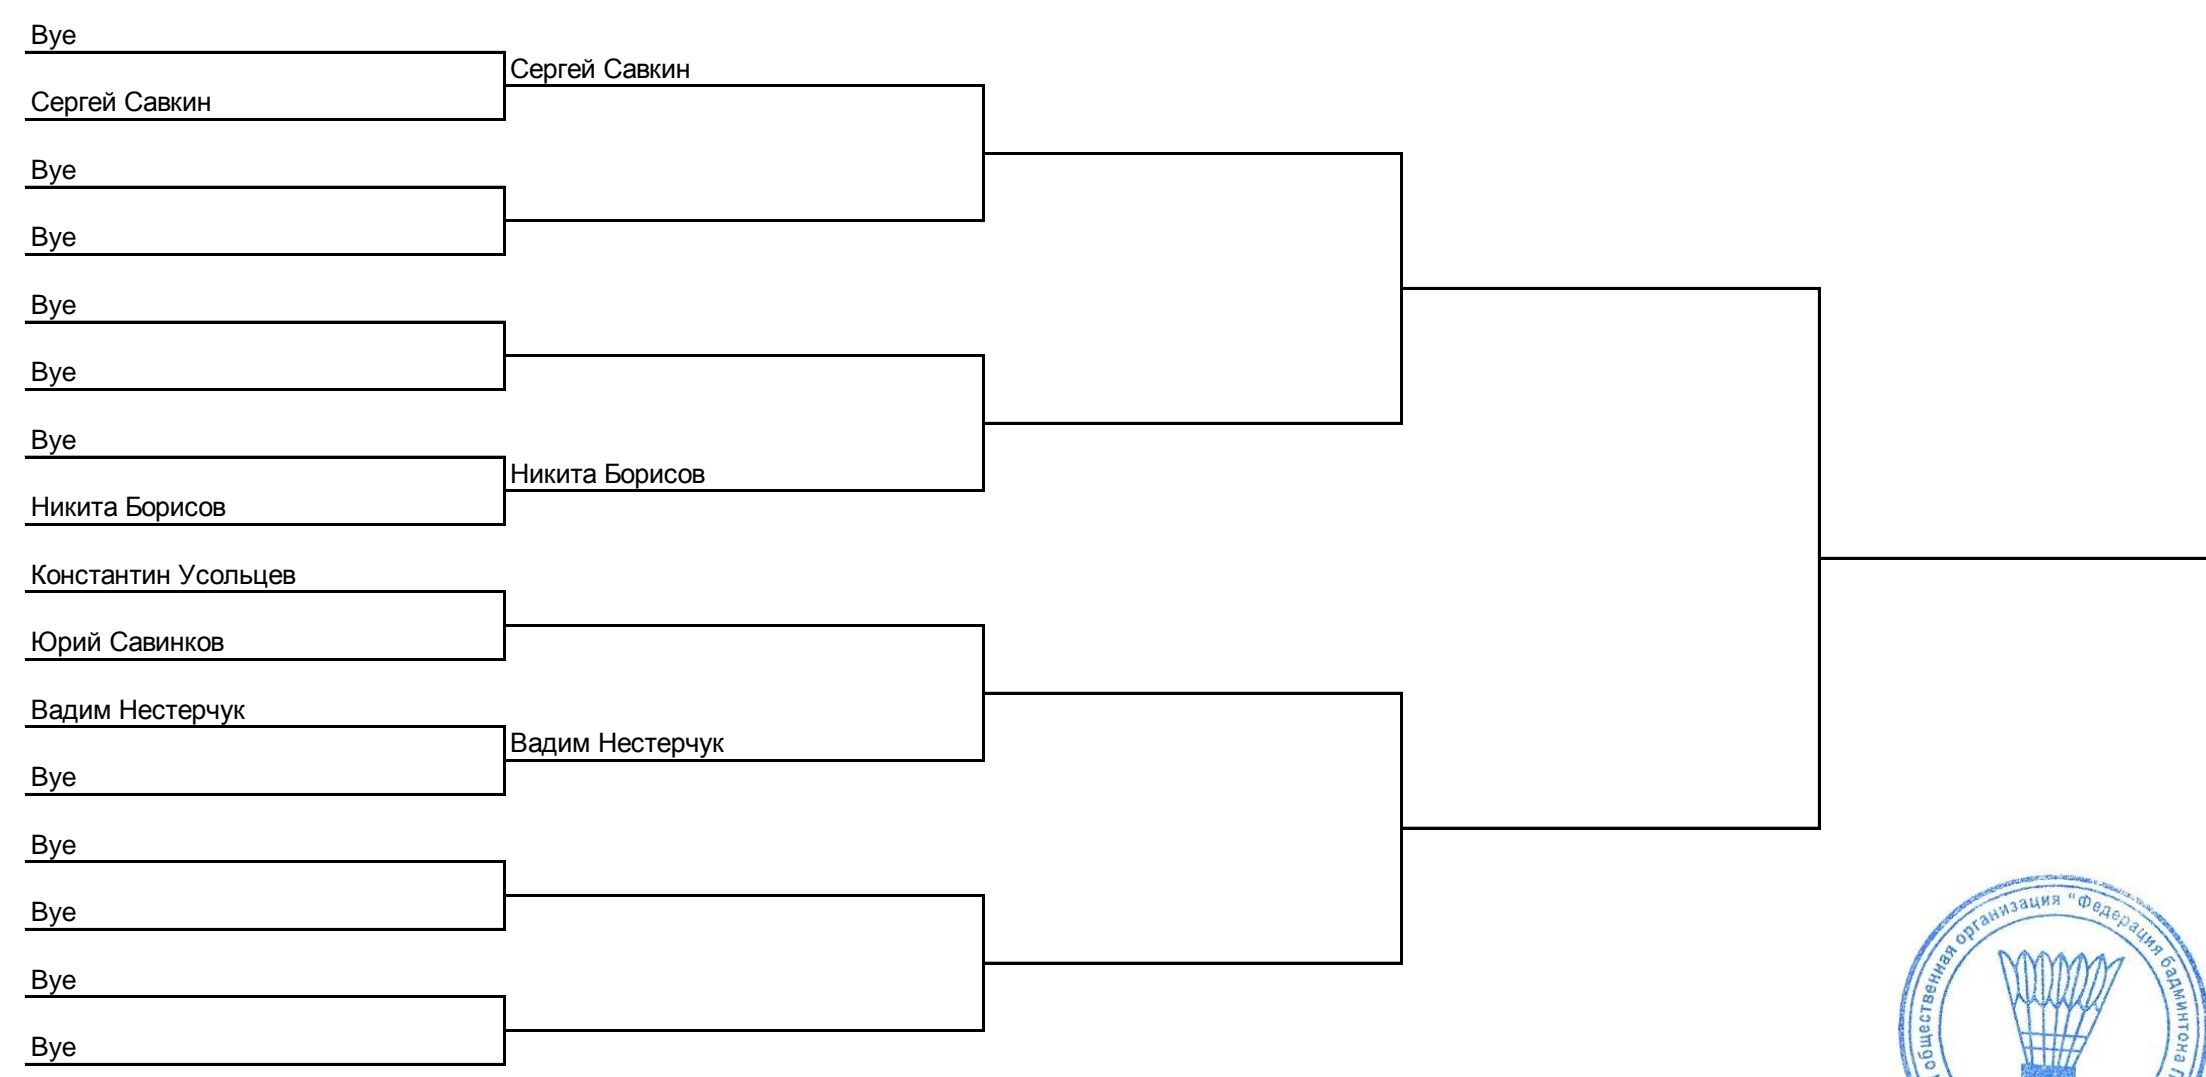 Bye
Сергей Савкин
Сергей Савкин
Bye
Bye
Bye
Bye
Bye
Никита Борисов
Никита Борисов
Константин Усольцев
Юрий Савинков
Вадим Нестерчук
Вадим Нестерчук
Bye
Bye
Bye
Bye
Bye
общественная организация "Федерация бадминтона